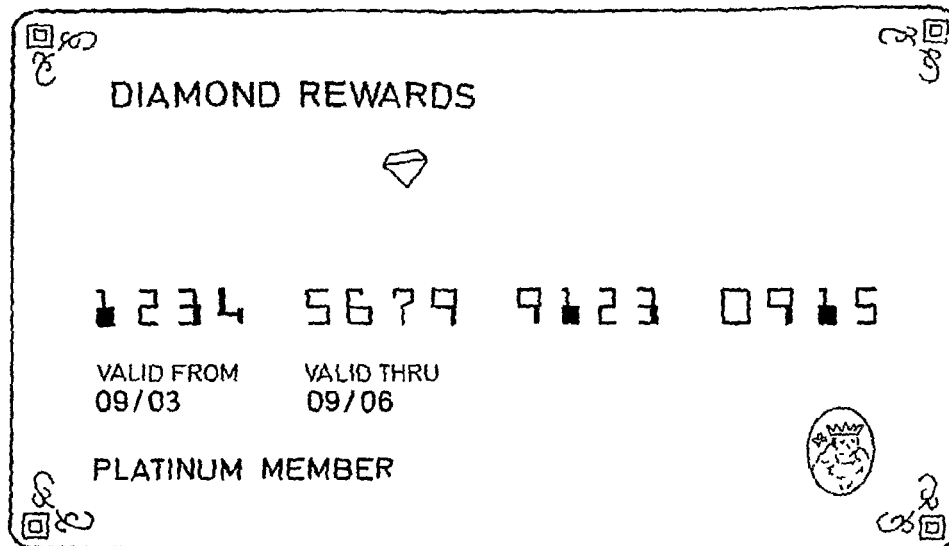 DIAMOND REWARDS
1234 5679 9123 0915
VALID FROM VALID THRU
09/03 09/06
PLATINUM MEMBER